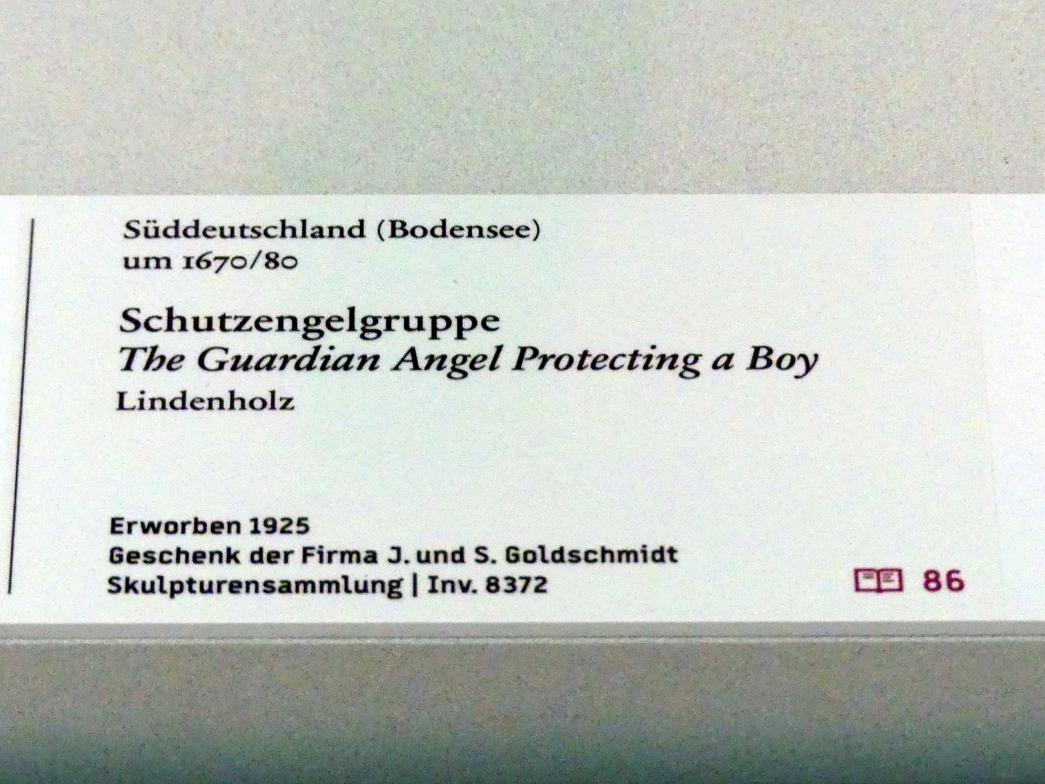 Süddeutschland (Bodensee)
um 1670/80
Schutzengelgruppe
The Guardian Angel Protecting a Boy
Lindenholz
Erworben 1925
Geschenk der Firma J. und S. Goldschmidt
Skulpturensammlung | Inv. 8372
86